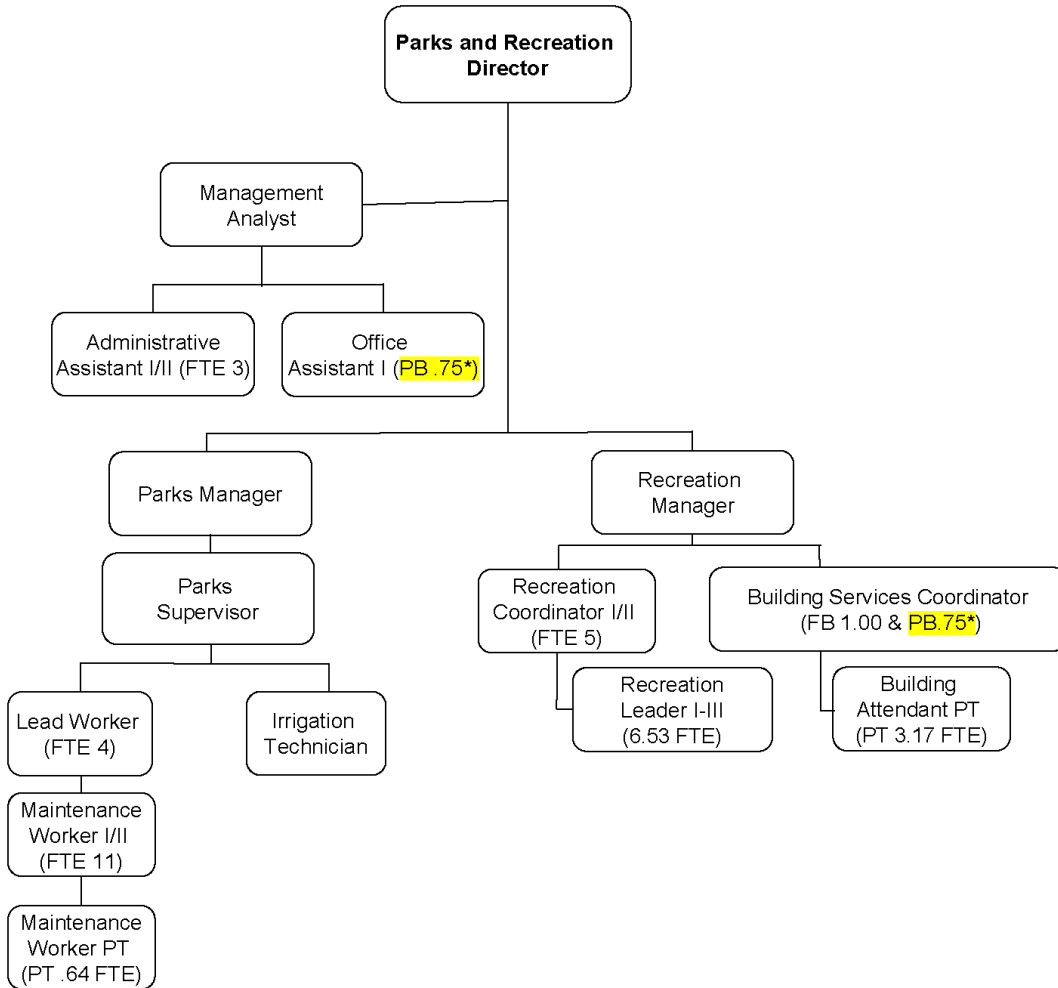 Parks and Recreation
Director
Management
Analyst
Administrative
Assistant I/II (FTE 3)
Office
Assistant I (PB .75*)
Parks Manager
Recreation
Manager
Parks
Supervisor
Recreation
Coordinator I/II
(FTE 5)
Building Services Coordinator
(FB 1.00 & PB.75*)
Lead Worker
(FTE 4)
Irrigation
Technician
Recreation
Leader I-III
(6.53 FTE)
Building
Attendant PT
(PT 3.17 FTE)
Maintenance
Worker I/II
(FTE 11)
Maintenance
Worker PT
(PT .64 FTE)